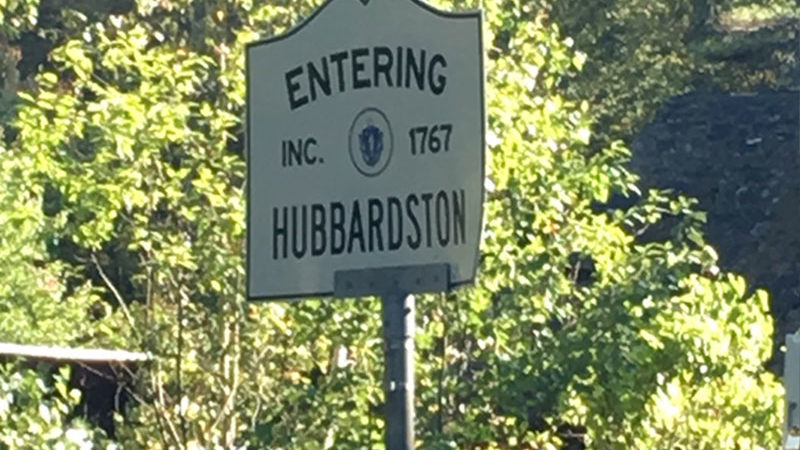 ENTERING
INC. 1767
HUBBARDSTON